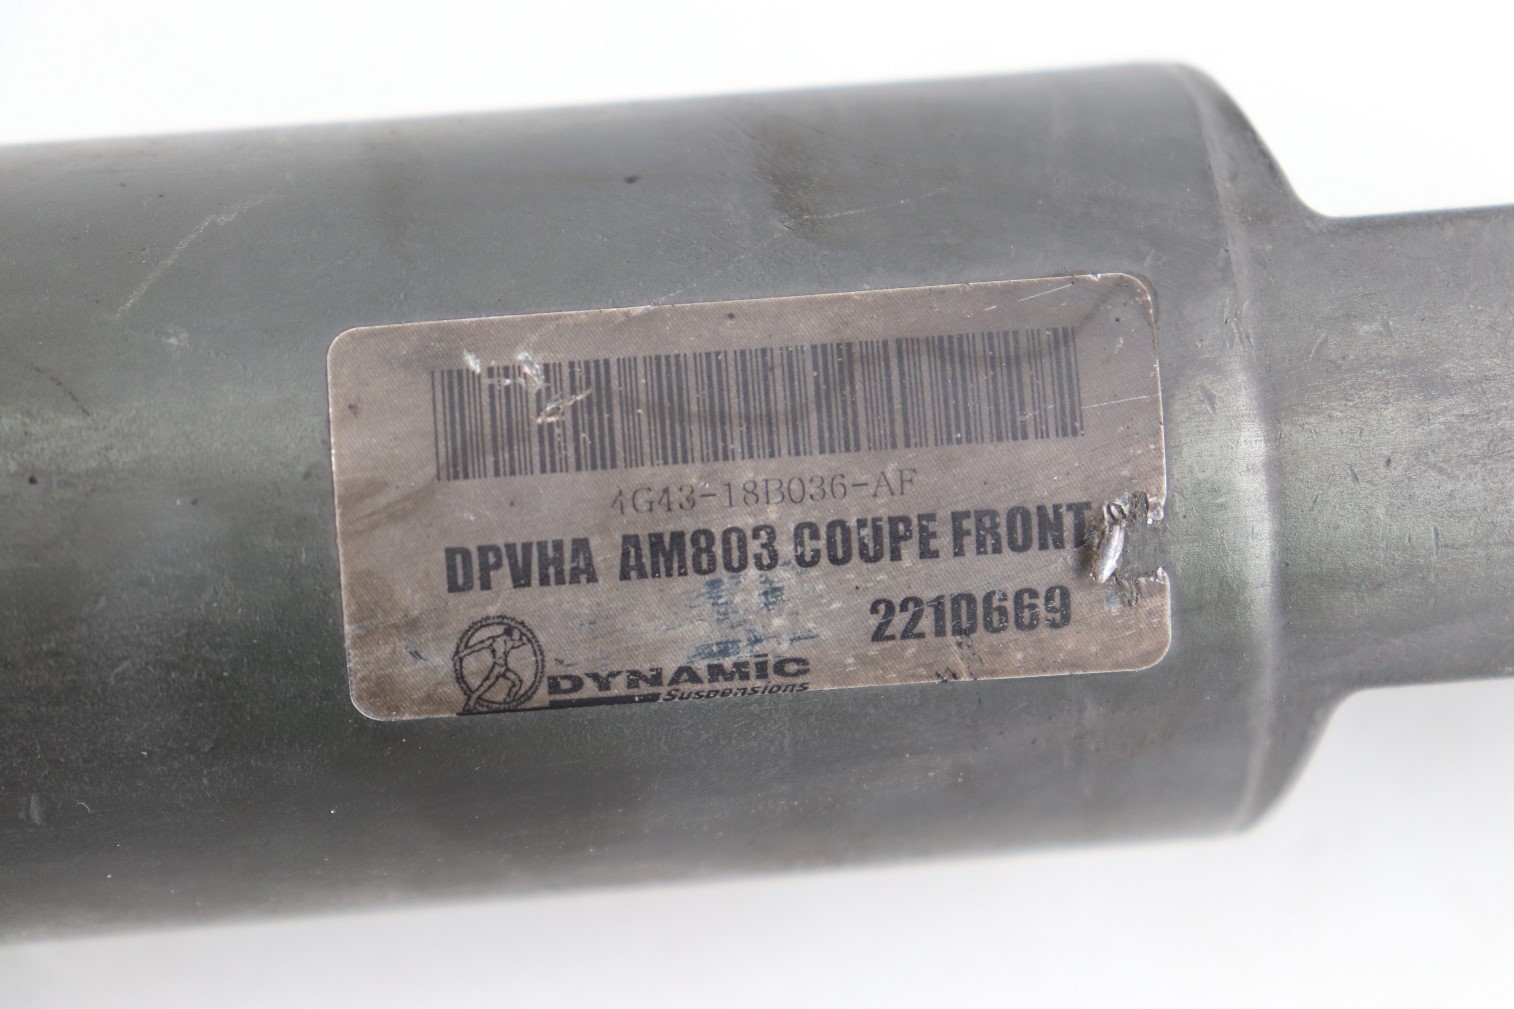 4G43-18B036-AF
DPVHA AM803 COUPE FRONT
221D669
DYNAMIC
Suspensions